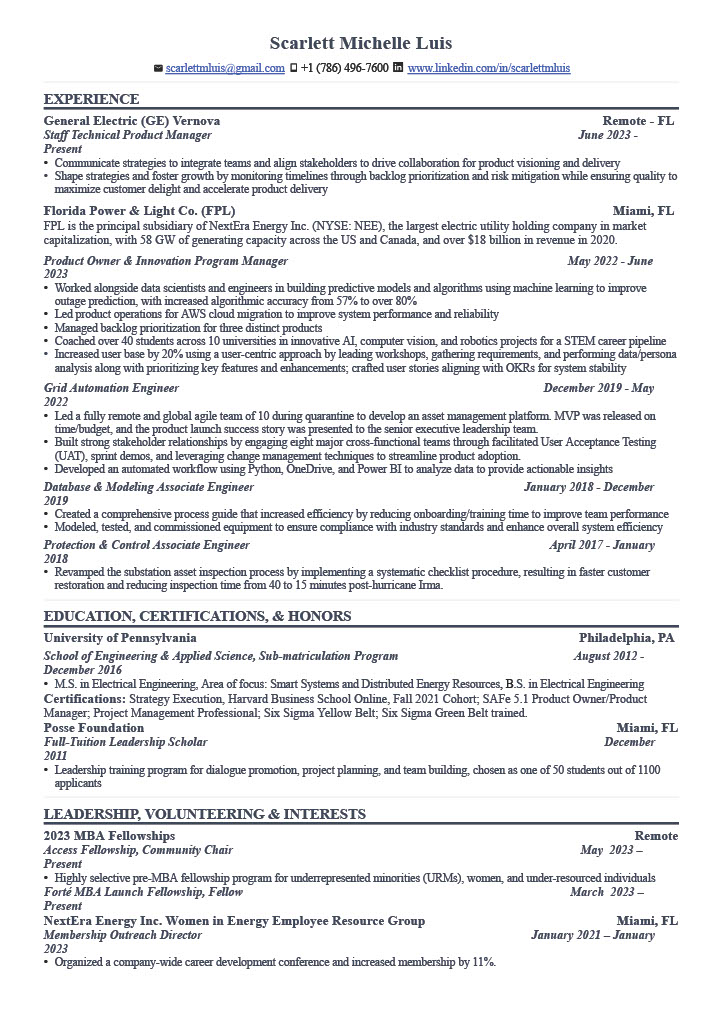 Scarlett Michelle Luis
scarlettmluis@gmail.com +1 (786) 496-7600 www.linkedin.com/in/scarlettmluis
EXPERIENCE
General Electric (GE) Vernova Remote - FL
Staff Technical Product Manager June 2023 -
Present
• Communicate strategies to integrate teams and align stakeholders to drive collaboration for product visioning and delivery
• Shape strategies and foster growth by monitoring timelines through backlog prioritization and risk mitigation while ensuring quality to
maximize customer delight and accelerate product delivery
Florida Power & Light Co. (FPL) Miami, FL
FPL is the principal subsidiary of NextEra Energy Inc. (NYSE: NEE), the largest electric utility holding company in market
capitalization, with 58 GW of generating capacity across the US and Canada, and over $18 billion in revenue in 2020.
Product Owner & Innovation Program Manager May 2022 - June
2023
• Worked alongside data scientists and engineers in building predictive models and algorithms using machine learning to improve
outage prediction, with increased algorithmic accuracy from 57% to over 80%
• Led product operations for AWS cloud migration to improve system performance and reliability
• Managed backlog prioritization for three distinct products
• Coached over 40 students across 10 universities in innovative AI, computer vision, and robotics projects for a STEM career pipeline
• Increased user base by 20% using a user-centric approach by leading workshops, gathering requirements, and performing data/persona
analysis along with prioritizing key features and enhancements; crafted user stories aligning with OKRs for system stability
Grid Automation Engineer December 2019 - May
2022
• Led a fully remote and global agile team of 10 during quarantine to develop an asset management platform. MVP was released on
time/budget, and the product launch success story was presented to the senior executive leadership team.
• Built strong stakeholder relationships by engaging eight major cross-functional teams through facilitated User Acceptance Testing
(UAT), sprint demos, and leveraging change management techniques to streamline product adoption.
• Developed an automated workflow using Python, OneDrive, and Power BI to analyze data to provide actionable insights
Database & Modeling Associate Engineer January 2018 - December
2019
• Created a comprehensive process guide that increased efficiency by reducing onboarding/training time to improve team performance
• Modeled, tested, and commissioned equipment to ensure compliance with industry standards and enhance overall system efficiency
Protection & Control Associate Engineer April 2017 - January
2018
• Revamped the substation asset inspection process by implementing a systematic checklist procedure, resulting in faster customer
restoration and reducing inspection time from 40 to 15 minutes post-hurricane Irma.
EDUCATION, CERTIFICATIONS, & HONORS
University of Pennsylvania Philadelphia, PA
School of Engineering & Applied Science, Sub-matriculation Program August 2012 -
December 2016
• M.S. in Electrical Engineering, Area of focus: Smart Systems and Distributed Energy Resources, B.S. in Electrical Engineering
Certifications: Strategy Execution, Harvard Business School Online, Fall 2021 Cohort; SAFe 5.1 Product Owner/Product
Manager; Project Management Professional; Six Sigma Yellow Belt; Six Sigma Green Belt trained.
Posse Foundation Miami, FL
Full-Tuition Leadership Scholar December
2011
• Leadership training program for dialogue promotion, project planning, and team building, chosen as one of 50 students out of 1100
applicants
LEADERSHIP, VOLUNTEERING & INTERESTS
2023 MBA Fellowships Remote
Access Fellowship, Community Chair May 2023 –
Present
• Highly selective pre-MBA fellowship program for underrepresented minorities (URMs), women, and under-resourced individuals
Forté MBA Launch Fellowship, Fellow March 2023 –
Present
NextEra Energy Inc. Women in Energy Employee Resource Group Miami, FL
Membership Outreach Director January 2021 – January
2023
• Organized a company-wide career development conference and increased membership by 11%.